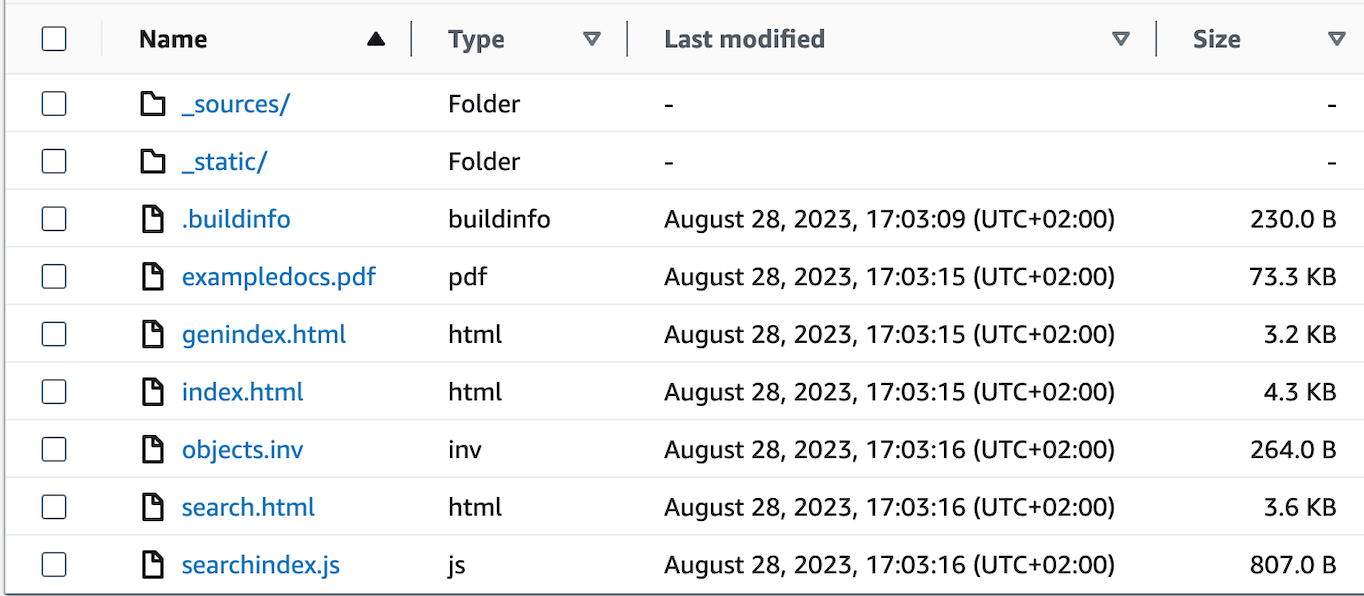 Name Type Last modified Size
_sources/ Folder - -
_static/ Folder - -
.buildinfo buildinfo August 28, 2023, 17:03:09 (UTC+02:00) 230.0 B
exampledocs.pdf pdf August 28, 2023, 17:03:15 (UTC+02:00) 73.3 KB
genindex.html html August 28, 2023, 17:03:15 (UTC+02:00) 3.2 KB
index.html html August 28, 2023, 17:03:15 (UTC+02:00) 4.3 KB
objects.inv inv August 28, 2023, 17:03:16 (UTC+02:00) 264.0 B
search.html html August 28, 2023, 17:03:16 (UTC+02:00) 3.6 KB
searchindex.js js August 28, 2023, 17:03:16 (UTC+02:00) 807.0 B